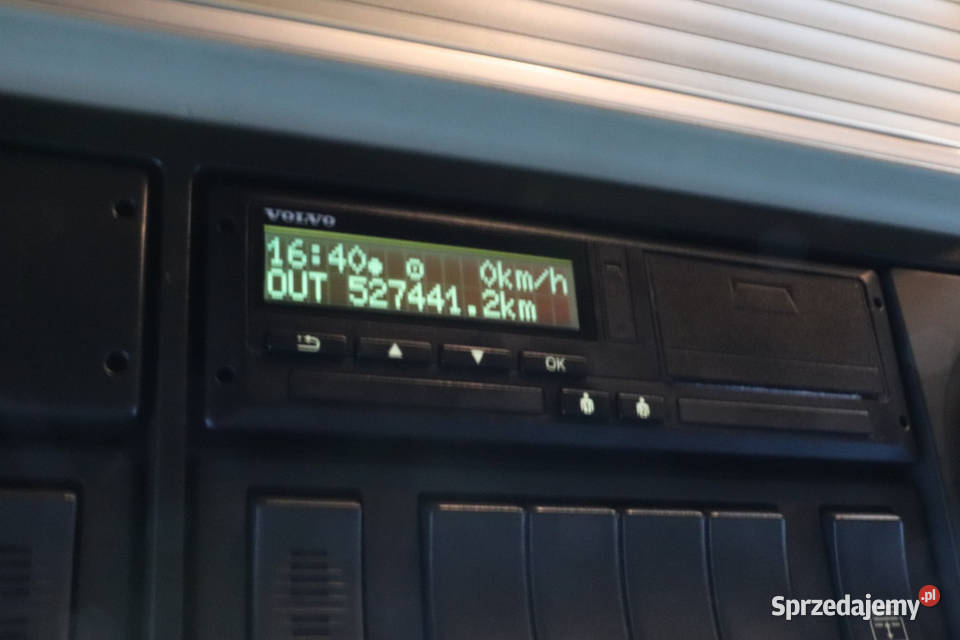 VOLVO
16:40 0km/h
OUT 527441.2km
OK
Sprzedajemy.pl